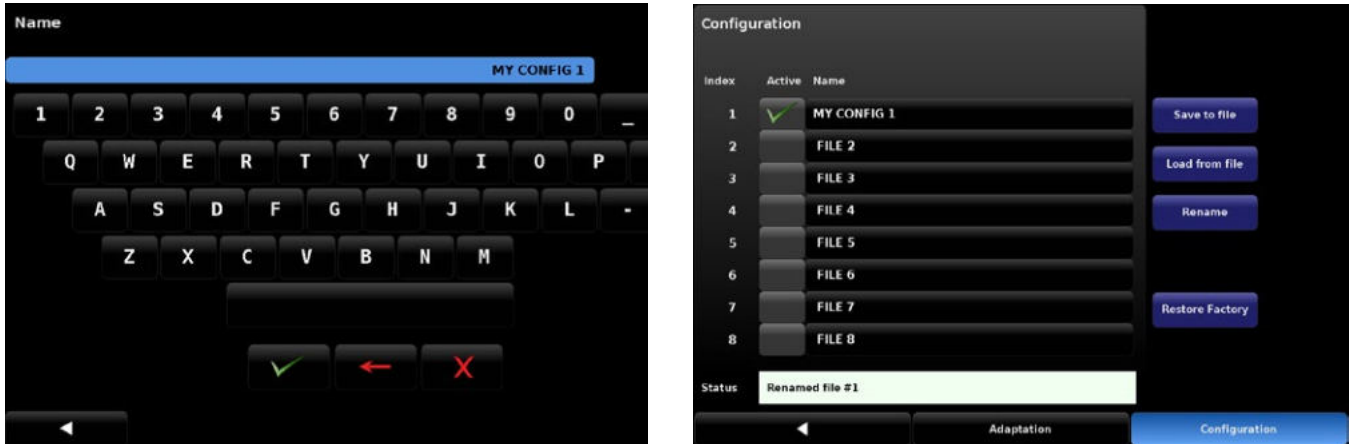 Name
MY CONFIG 1
1 2 3 4 5 6 7 8 9 0 _
Q W E R T Y U I O P
A S D F G H J K L -
Z X C V B N M
X
Configuration
Index Active Name
1 MY CONFIG 1 Save to file
2 FILE 2
Load from file
3 FILE 3
4 FILE 4 Rename
5 FILE 5
6 FILE 6
7 FILE 7 Restore Factory
8 FILE 8
Status Renamed file #1
Adaptation Configuration